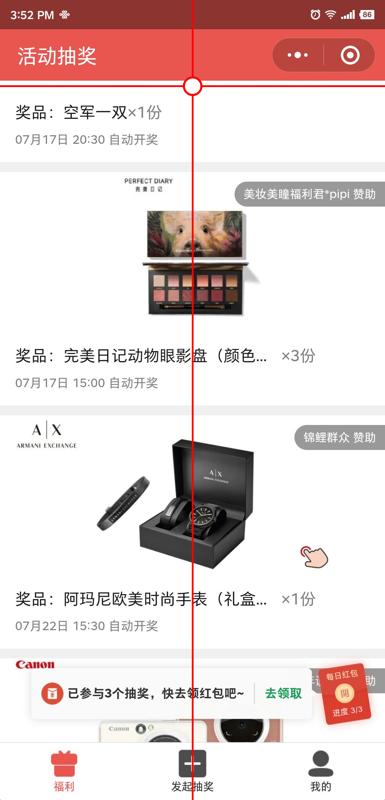 3:52 PM
86
活动抽奖
奖品：空军一双×1份
07月17日 20:30 自动开奖
PERFECT DIARY
完美日记
美妆美瞳福利君*pipi 赞助
奖品：完美日记动物眼影盘（颜色... ×3份
07月17日 15:00 自动开奖
A|X
ARMANI EXCHANGE
锦鲤群众 赞助
A|X
奖品：阿玛尼欧美时尚手表（礼盒... ×1份
07月22日 15:30 自动开奖
Canon
每日红包
開
进度 3/3
已参与3个抽奖，快去领红包吧~
去领取
Canon
福利
发起抽奖
我的